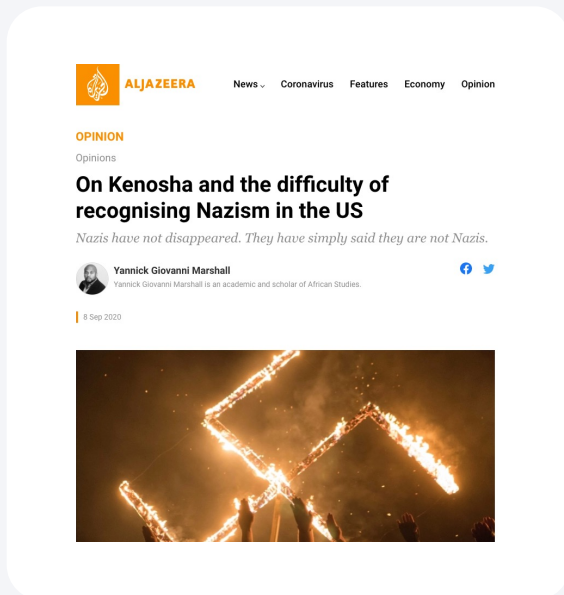 ALJAZEERA
News Coronavirus Features Economy Opinion
OPINION
Opinions
On Kenosha and the difficulty of
recognising Nazism in the US
Nazis have not disappeared. They have simply said they are not Nazis.
Yannick Giovanni Marshall
Yannick Giovanni Marshall is an academic and scholar of African Studies.
8 Sep 2020